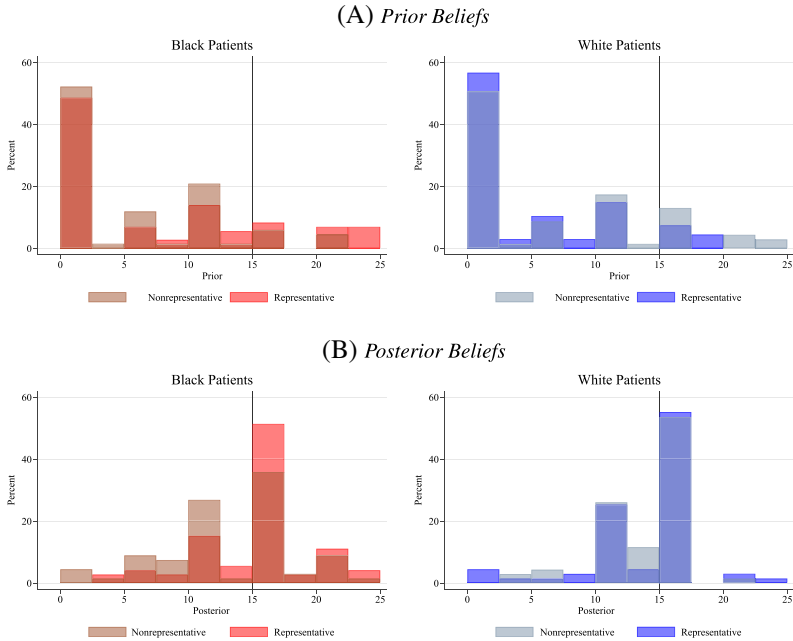 (A) Prior Beliefs
Black Patients
60
40
20
0
Percent
0 5 10 15 20 25
Prior
Nonrepresentative Representative
White Patients
60
40
20
0
Percent
0 5 10 15 20 25
Prior
Nonrepresentative Representative
(B) Posterior Beliefs
Black Patients
60
40
20
0
Percent
0 5 10 15 20 25
Posterior
Nonrepresentative Representative
White Patients
60
40
20
0
Percent
0 5 10 15 20 25
Posterior
Nonrepresentative Representative